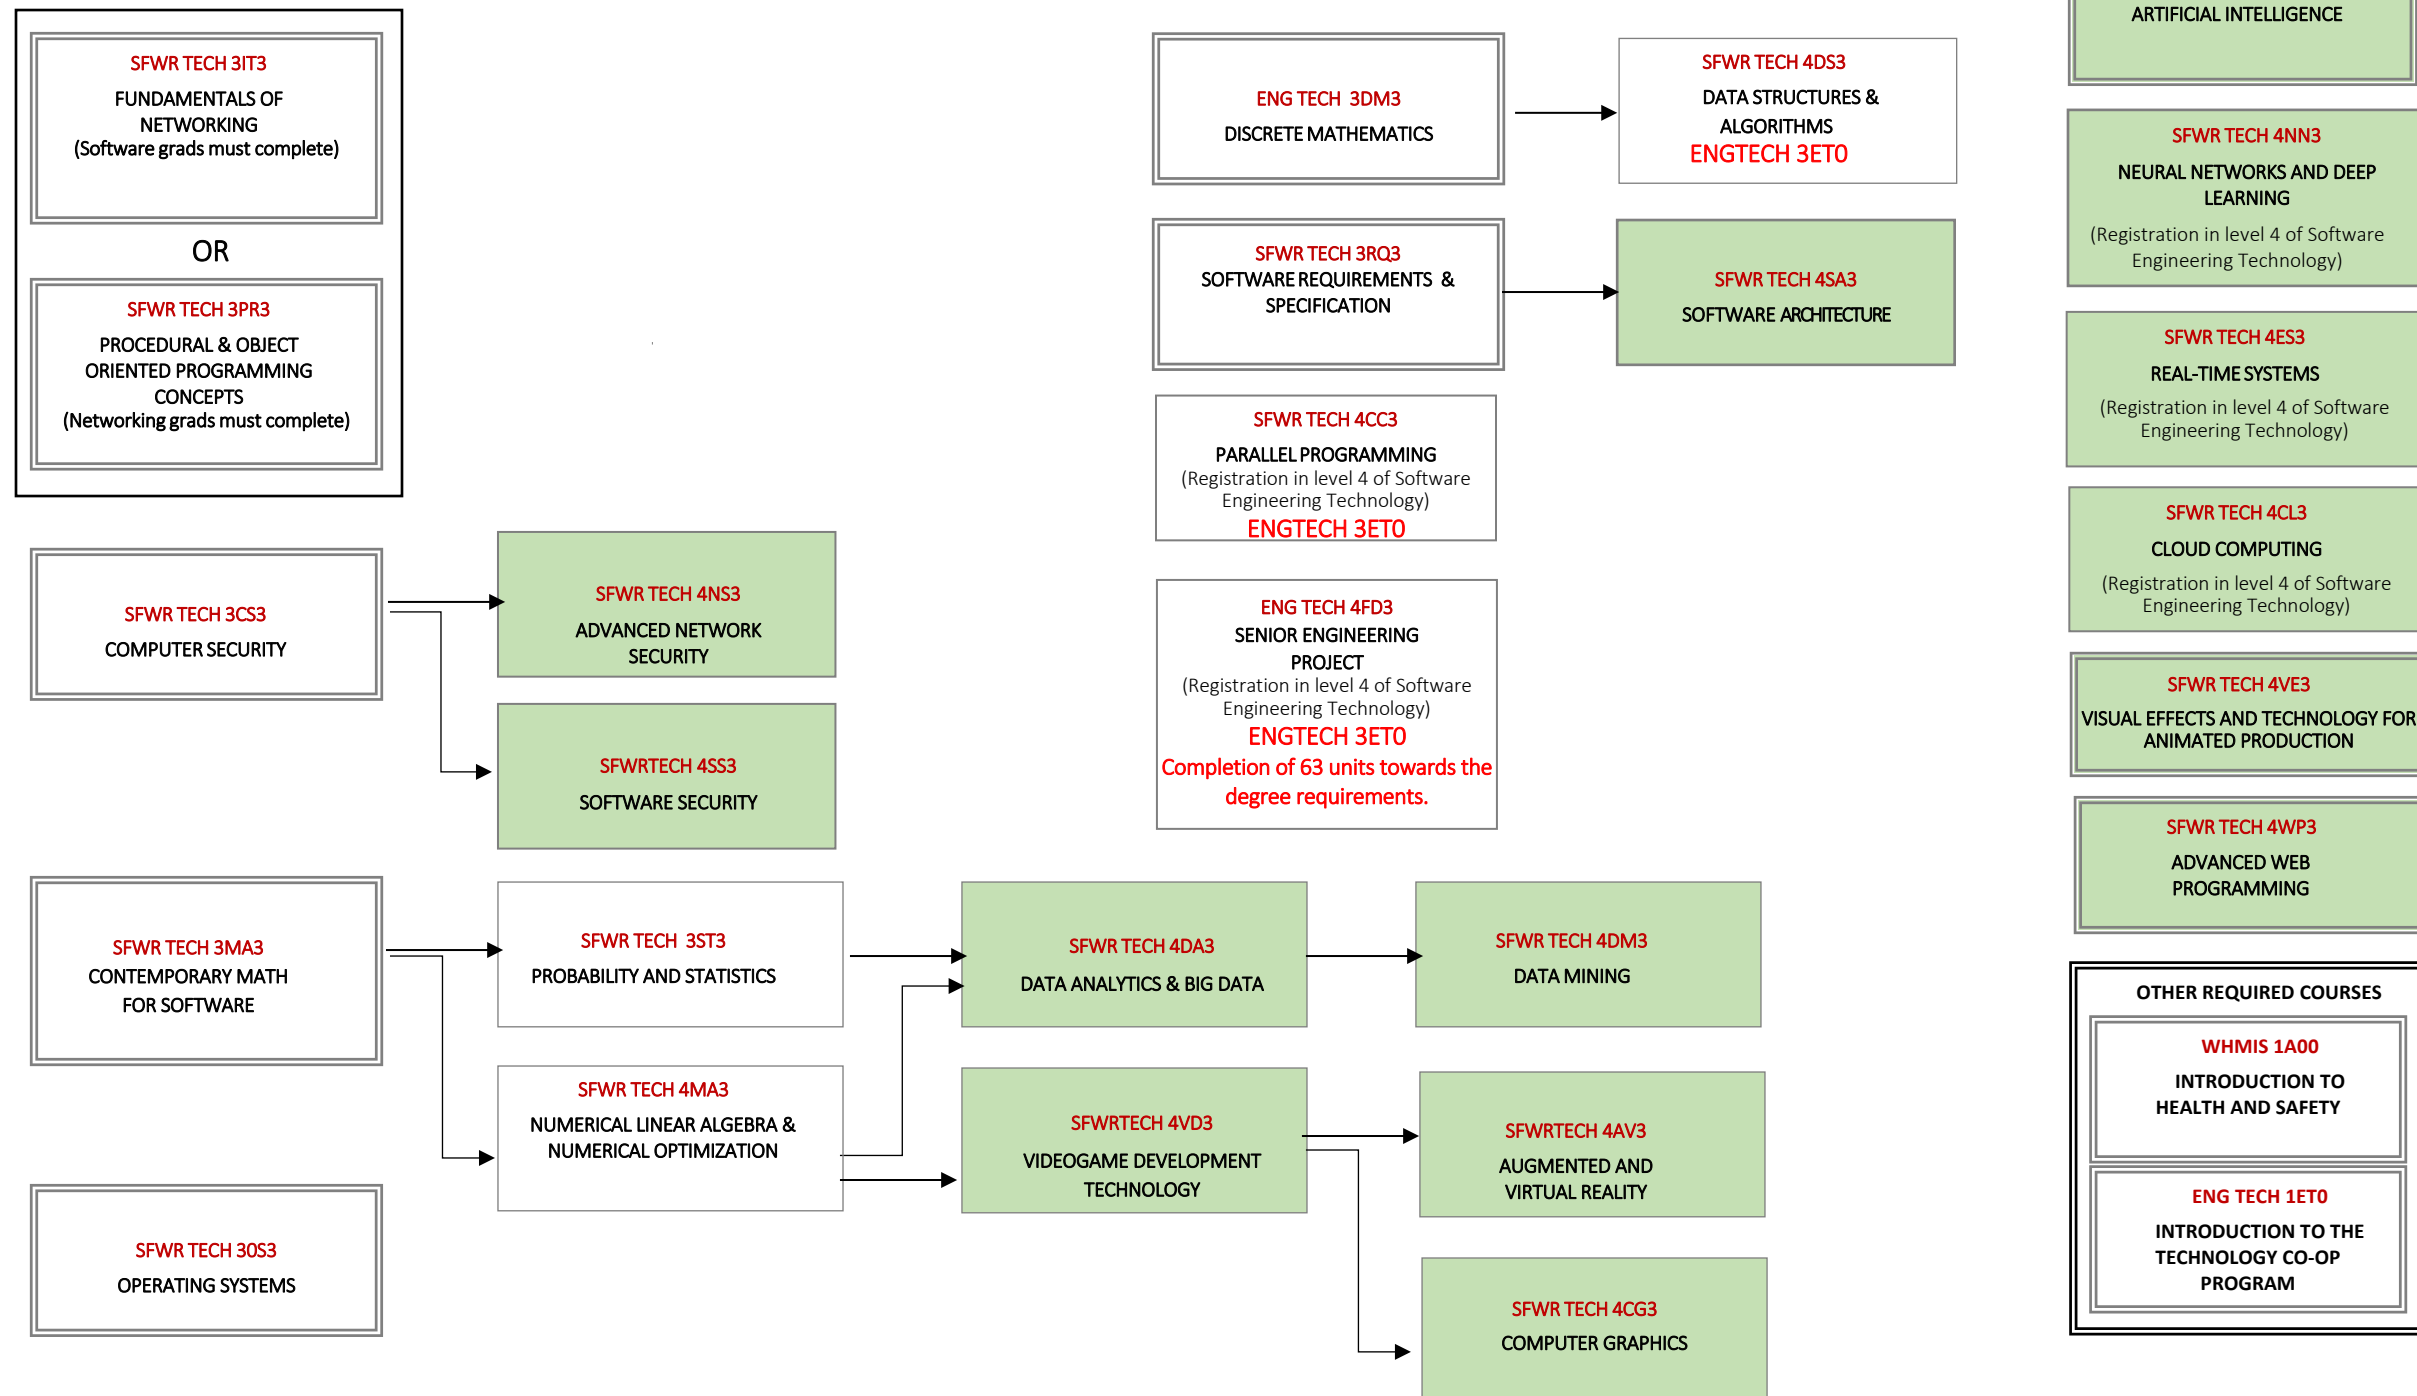 SFWR TECH 3IT3
FUNDAMENTALS OF
NETWORKING
(Software grads must complete)
OR
SFWR TECH 3PR3
PROCEDURAL & OBJECT
ORIENTED PROGRAMMING
CONCEPTS
(Networking grads must complete)
SFWR TECH 3CS3
COMPUTER SECURITY
SFWR TECH 4NS3
ADVANCED NETWORK
SECURITY
SFWRTECH 4SS3
SOFTWARE SECURITY
SFWR TECH 3MA3
CONTEMPORARY MATH
FOR SOFTWARE
SFWR TECH 3ST3
PROBABILITY AND STATISTICS
SFWR TECH 4MA3
NUMERICAL LINEAR ALGEBRA &
NUMERICAL OPTIMIZATION
SFWR TECH 3OS3
OPERATING SYSTEMS
ENG TECH 3DM3
DISCRETE MATHEMATICS
SFWR TECH 4DS3
DATA STRUCTURES &
ALGORITHMS
ENGTECH 3ET0
SFWR TECH 3RQ3
SOFTWARE REQUIREMENTS &
SPECIFICATION
SFWR TECH 4SA3
SOFTWARE ARCHITECTURE
SFWR TECH 4CC3
PARALLEL PROGRAMMING
(Registration in level 4 of Software
Engineering Technology)
ENGTECH 3ET0
ENG TECH 4FD3
SENIOR ENGINEERING
PROJECT
(Registration in level 4 of Software
Engineering Technology)
ENGTECH 3ET0
Completion of 63 units towards the
degree requirements.
SFWR TECH 4DA3
DATA ANALYTICS & BIG DATA
SFWR TECH 4DM3
DATA MINING
SFWRTECH 4VD3
VIDEOGAME DEVELOPMENT
TECHNOLOGY
SFWRTECH 4AV3
AUGMENTED AND
VIRTUAL REALITY
SFWR TECH 4CG3
COMPUTER GRAPHICS
ARTIFICIAL INTELLIGENCE
SFWR TECH 4NN3
NEURAL NETWORKS AND DEEP
LEARNING
(Registration in level 4 of Software
Engineering Technology)
SFWR TECH 4ES3
REAL-TIME SYSTEMS
(Registration in level 4 of Software
Engineering Technology)
SFWR TECH 4CL3
CLOUD COMPUTING
(Registration in level 4 of Software
Engineering Technology)
SFWR TECH 4VE3
VISUAL EFFECTS AND TECHNOLOGY FOR
ANIMATED PRODUCTION
SFWR TECH 4WP3
ADVANCED WEB
PROGRAMMING
OTHER REQUIRED COURSES
WHMIS 1A00
INTRODUCTION TO
HEALTH AND SAFETY
ENG TECH 1ET0
INTRODUCTION TO THE
TECHNOLOGY CO-OP
PROGRAM